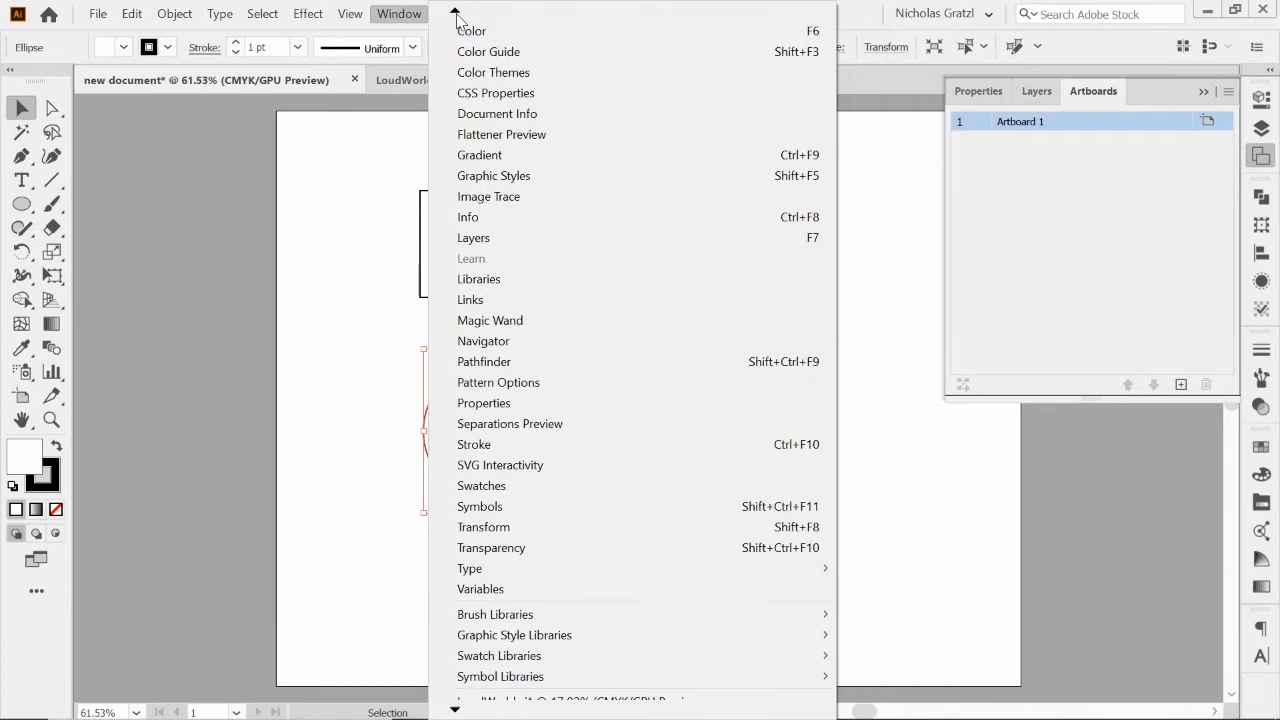 Ai File Edit Object Type Select Effect View Window Nicholas Gratzl Search Adobe Stock
Ellipse Stroke: 1 pt Uniform Transform
new document* @ 61.53% (CMYK/GPU Preview) LoudWorl
Color F6
Color Guide Shift+F3
Color Themes
CSS Properties
Document Info
Flattener Preview
Gradient Ctrl+F9
Graphic Styles Shift+F5
Image Trace
Info Ctrl+F8
Layers F7
Learn
Libraries
Links
Magic Wand
Navigator
Pathfinder Shift+Ctrl+F9
Pattern Options
Properties
Separations Preview
Stroke Ctrl+F10
SVG Interactivity
Swatches
Symbols Shift+Ctrl+F11
Transform Shift+F8
Transparency Shift+Ctrl+F10
Type
Variables
Brush Libraries
Graphic Style Libraries
Swatch Libraries
Symbol Libraries
Properties Layers Artboards
1 Artboard 1
61.53% 1 Selection